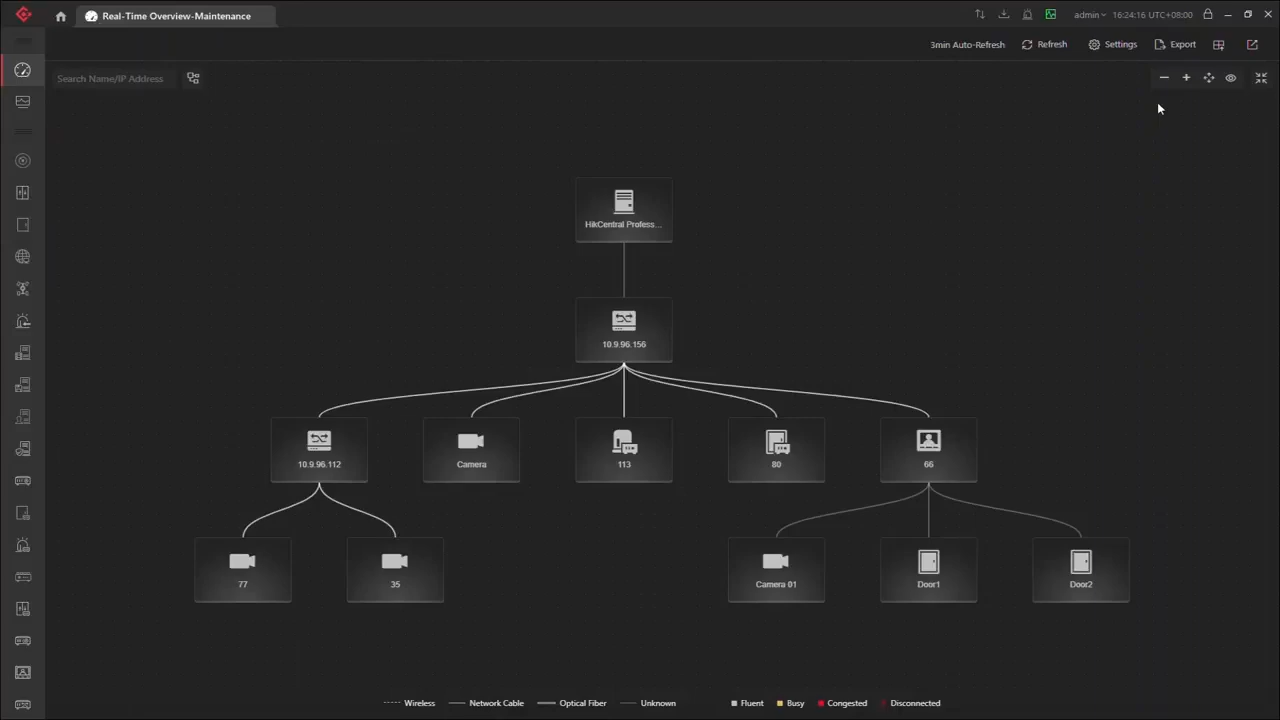 Real-Time Overview-Maintenance
admin
16:24:16 UTC+08:00
3min Auto-Refresh
Refresh
Settings
Export
Search Name/IP Address
HikCentral Profess...
10.9.96.156
10.9.96.112
Camera
113
80
66
77
35
Camera 01
Door1
Door2
Wireless
Network Cable
Optical Fiber
Unknown
Fluent
Busy
Congested
Disconnected